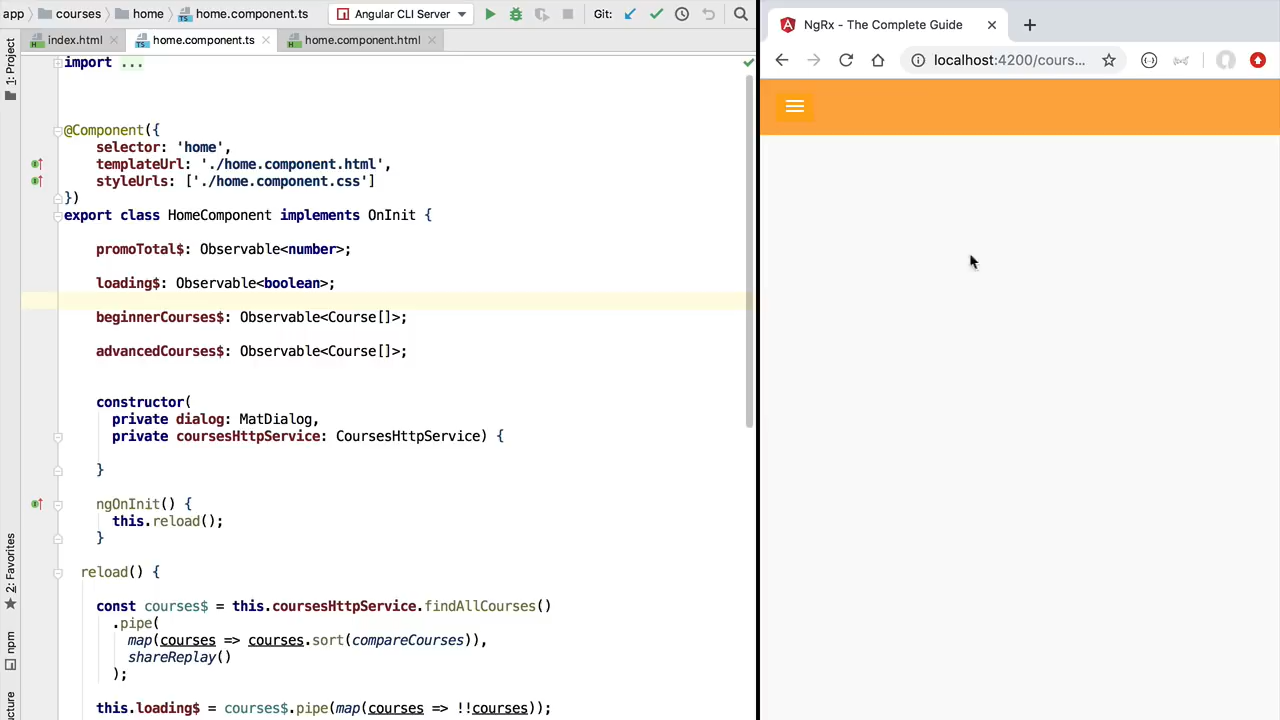 app courses home home.component.ts Angular CLI Server Git:
index.html home.component.ts home.component.html
1: Project
2: Favorites
npm
ucture
import ...
@Component({
selector: 'home',
templateUrl: './home.component.html',
styleUrls: ['./home.component.css']
})
export class HomeComponent implements OnInit {
promoTotal$: Observable<number>;
loading$: Observable<boolean>;
beginnerCourses$: Observable<Course[]>;
advancedCourses$: Observable<Course[]>;
constructor(
private dialog: MatDialog,
private coursesHttpService: CoursesHttpService) {
}
ngOnInit() {
this.reload();
}
reload() {
const courses$ = this.coursesHttpService.findAllCourses()
.pipe(
map(courses => courses.sort(compareCourses)),
shareReplay()
);
this.loading$ = courses$.pipe(map(courses => !!courses));
NgRx - The Complete Guide
localhost:4200/cours...